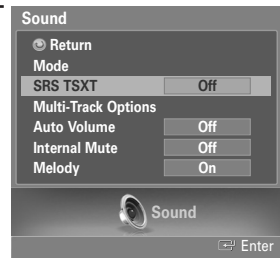 Sound
Return
Mode
SRS TSXT Off
Multi-Track Options
Auto Volume Off
Internal Mute Off
Melody On
Sound
Enter